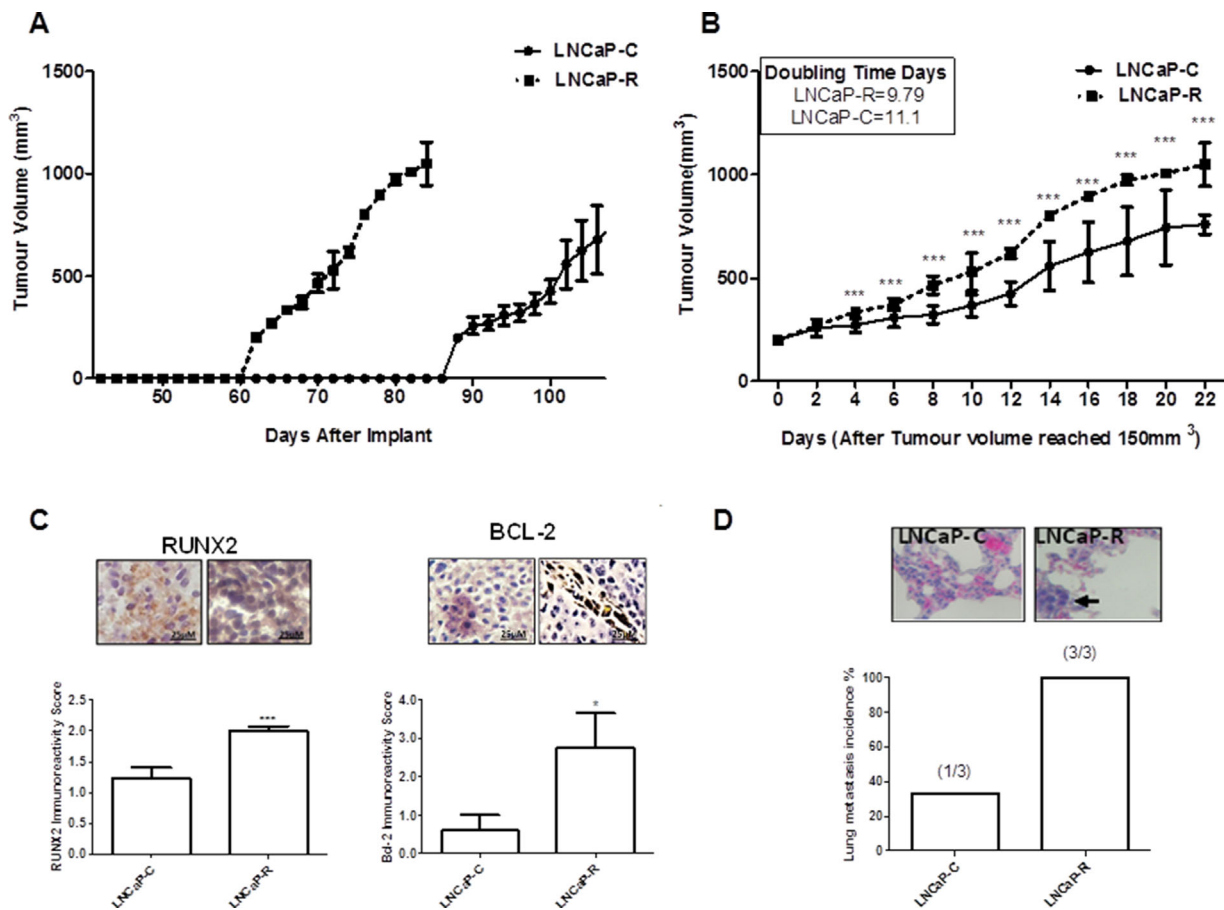 A
LNCaP-C
LNCaP-R
Tumour Volume (mm3)
1500
1000
500
0
50 60 70 80 90 100
Days After Implant
B
Doubling Time Days
LNCaP-R=9.79
LNCaP-C=11.1
LNCaP-C
LNCaP-R
Tumour Volume(mm3)
1500
1000
500
0
*** *** *** *** *** *** *** *** *** ***
0 2 4 6 8 10 12 14 16 18 20 22
Days (After Tumour volume reached 150mm 3)
C
RUNX2
25µM
25µM
RUNX2 Immunoreactivity Score
2.5
2.0
1.5
1.0
0.5
0.0
***
LNCaP-C
LNCaP-R
BCL-2
25µM
25µM
Bcl-2 Immunoreactivity Score
4.0
3.0
2.0
1.0
0.0
*
LNCaP-C
LNCaP-R
D
LNCaP-C
LNCaP-R
Lung metastasis incidence %
100
80
60
40
20
0
(1/3)
(3/3)
LNCaP-C
LNCaP-R